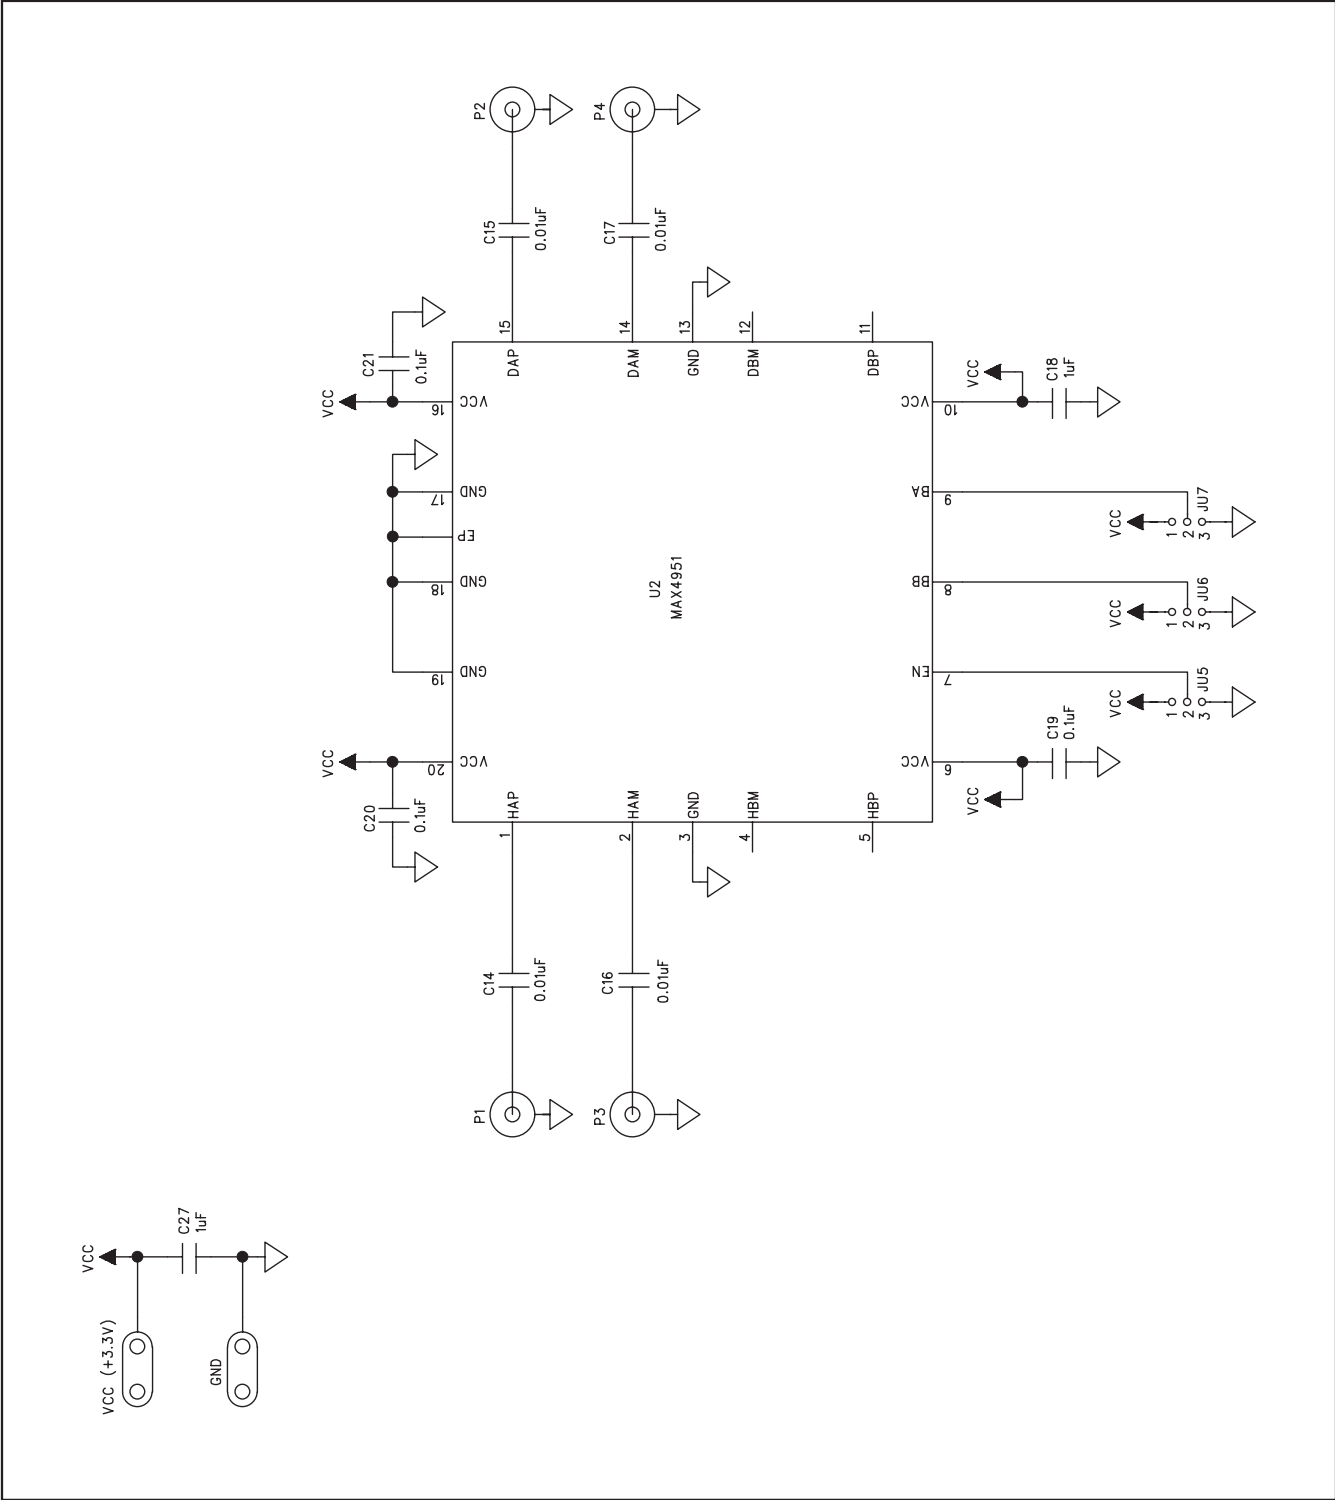 P2
P4
C15
0.01uF
C17
0.01uF
C21
0.1uF
VCC
15
14
13
12
11
DAP
DAM
GND
DBM
DBP
VCC
C18
1uF
16
VCC
VCC
10
17
GND
BA
9
VCC
1
2
3
JU7
EP
18
GND
U2
MAX4951
BB
8
VCC
1
2
3
JU6
19
GND
EN
7
VCC
1
2
3
JU5
VCC
20
VCC
VCC
6
C19
0.1uF
VCC
C20
0.1uF
HAP
HAM
GND
HBM
HBP
1
2
3
4
5
C14
0.01uF
C16
0.01uF
P1
P3
VCC
C27
1uF
VCC (+3.3V)
GND